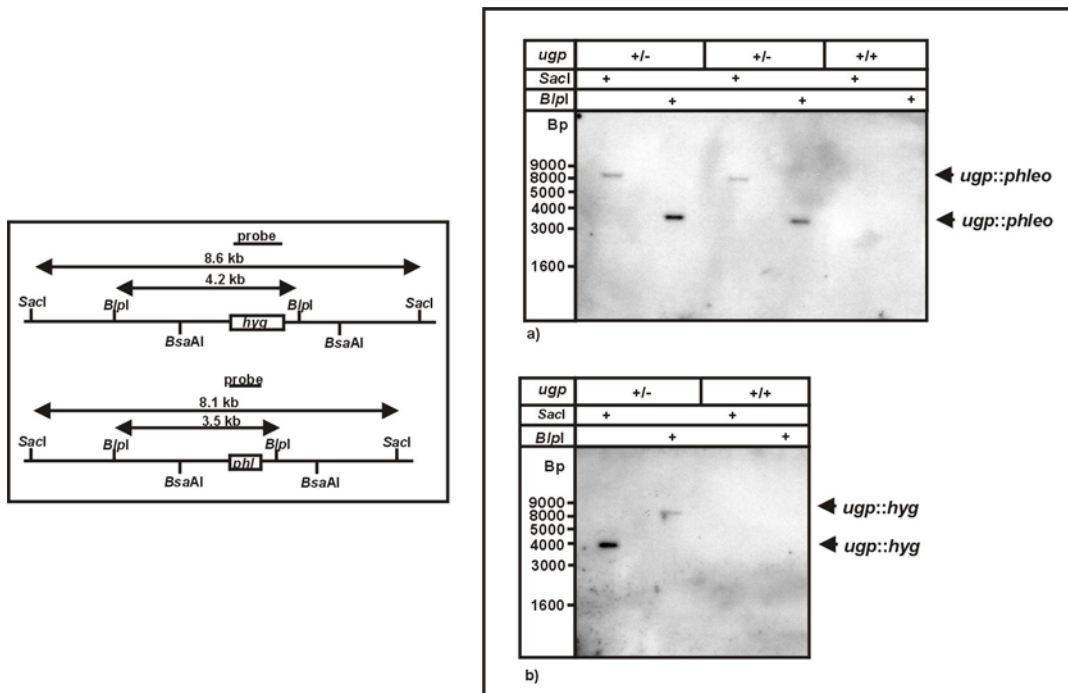 probe
8.6 kb
4.2 kb
SacI BlpI BlpI SacI
hyg
BsaAI BsaAI
probe
8.1 kb
3.5 kb
SacI BlpI BlpI SacI
phl
BsaAI BsaAI
ugp +/- +/- +/+
SacI + + +
BlpI + + +
Bp
9000
8000
5000
4000
3000
1600
ugp::phleo
ugp::phleo
a)
ugp +/- +/+
SacI + +
BlpI + +
Bp
9000
8000
5000
4000
3000
1600
ugp::hyg
ugp::hyg
b)